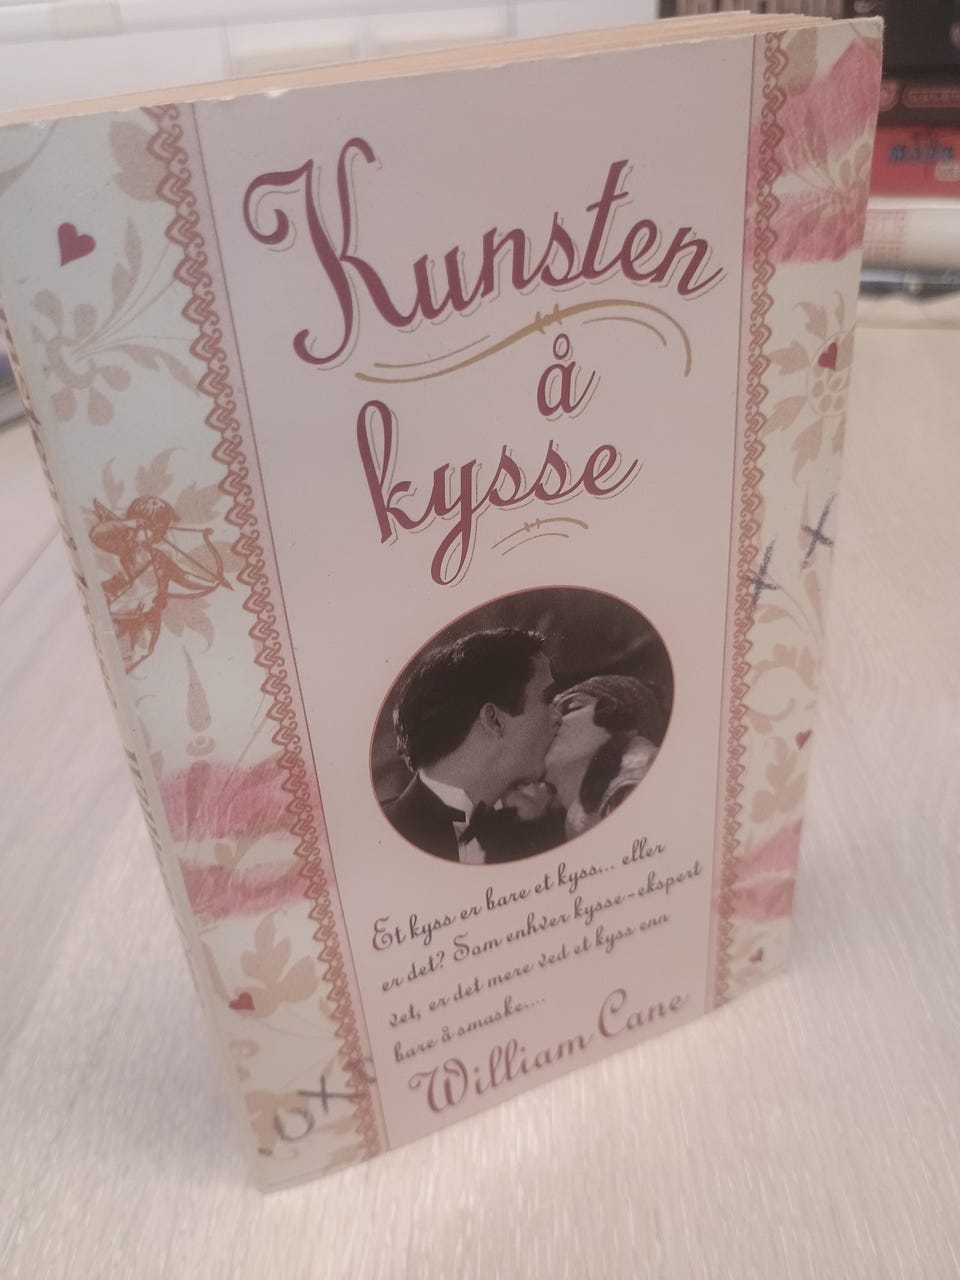 Kunsten
å
kysse
Et kyss er bare et kyss... eller
er det? Som enhver kysse-ekspert
vet, er det mere ved et kyss enn
bare å smaske....
William Cane